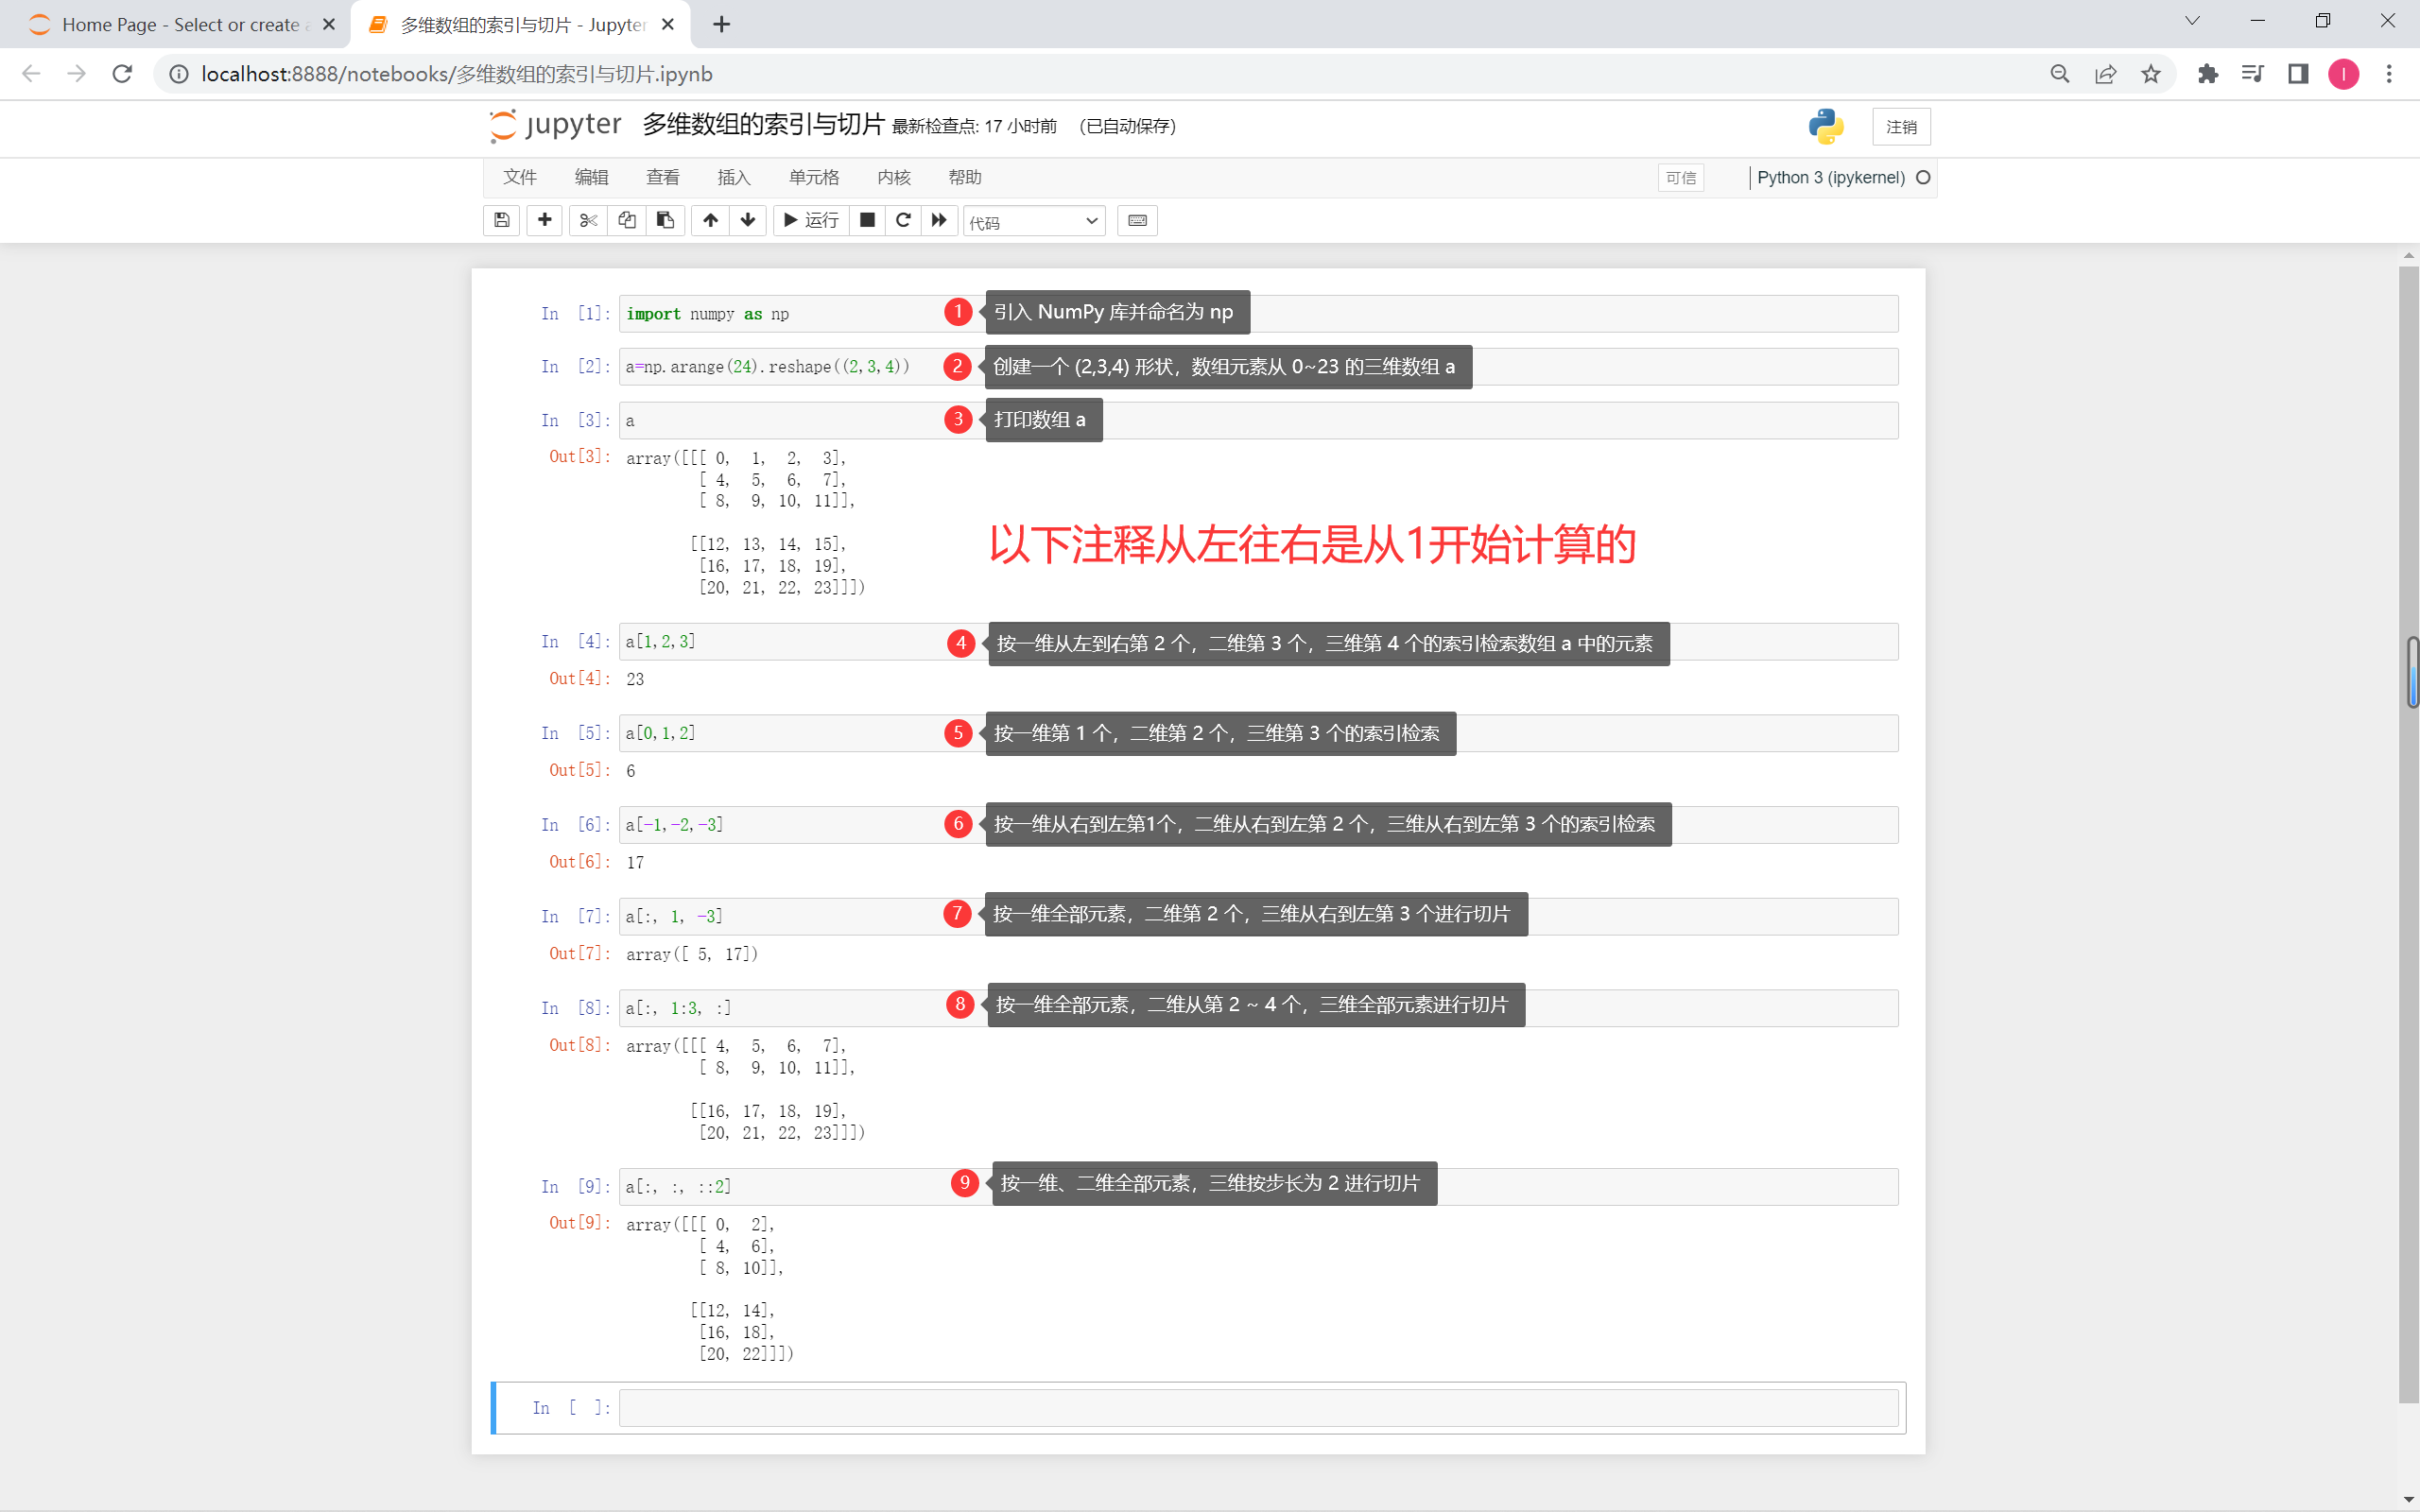 Home Page - Select or create a
多维数组的索引与切片 - Jupyter
localhost:8888/notebooks/多维数组的索引与切片.ipynb
I
jupyter 多维数组的索引与切片 最新检查点: 17 小时前 (已自动保存)
注销
文件 编辑 查看 插入 单元格 内核 帮助
可信 Python 3 (ipykernel)
运行 代码
In [1]: import numpy as np
1 引入 NumPy 库并命名为 np
In [2]: a=np.arange(24).reshape((2,3,4))
2 创建一个 (2,3,4) 形状，数组元素从 0~23 的三维数组 a
In [3]: a
3 打印数组 a
Out[3]: array([[[ 0,  1,  2,  3],
[ 4,  5,  6,  7],
[ 8,  9, 10, 11]],
[[12, 13, 14, 15],
[16, 17, 18, 19],
[20, 21, 22, 23]]])
以下注释从左往右是从1开始计算的
In [4]: a[1,2,3]
4 按一维从左到右第 2 个，二维第 3 个，三维第 4 个的索引检索数组 a 中的元素
Out[4]: 23
In [5]: a[0,1,2]
5 按一维第 1 个，二维第 2 个，三维第 3 个的索引检索
Out[5]: 6
In [6]: a[-1,-2,-3]
6 按一维从右到左第1个，二维从右到左第 2 个，三维从右到左第 3 个的索引检索
Out[6]: 17
In [7]: a[:, 1, -3]
7 按一维全部元素，二维第 2 个，三维从右到左第 3 个进行切片
Out[7]: array([ 5, 17])
In [8]: a[:, 1:3, :]
8 按一维全部元素，二维从第 2 ~ 4 个，三维全部元素进行切片
Out[8]: array([[[ 4,  5,  6,  7],
[ 8,  9, 10, 11]],
[[16, 17, 18, 19],
[20, 21, 22, 23]]])
In [9]: a[:, :, ::2]
9 按一维、二维全部元素，三维按步长为 2 进行切片
Out[9]: array([[[ 0,  2],
[ 4,  6],
[ 8, 10]],
[[12, 14],
[16, 18],
[20, 22]]])
In [ ]: